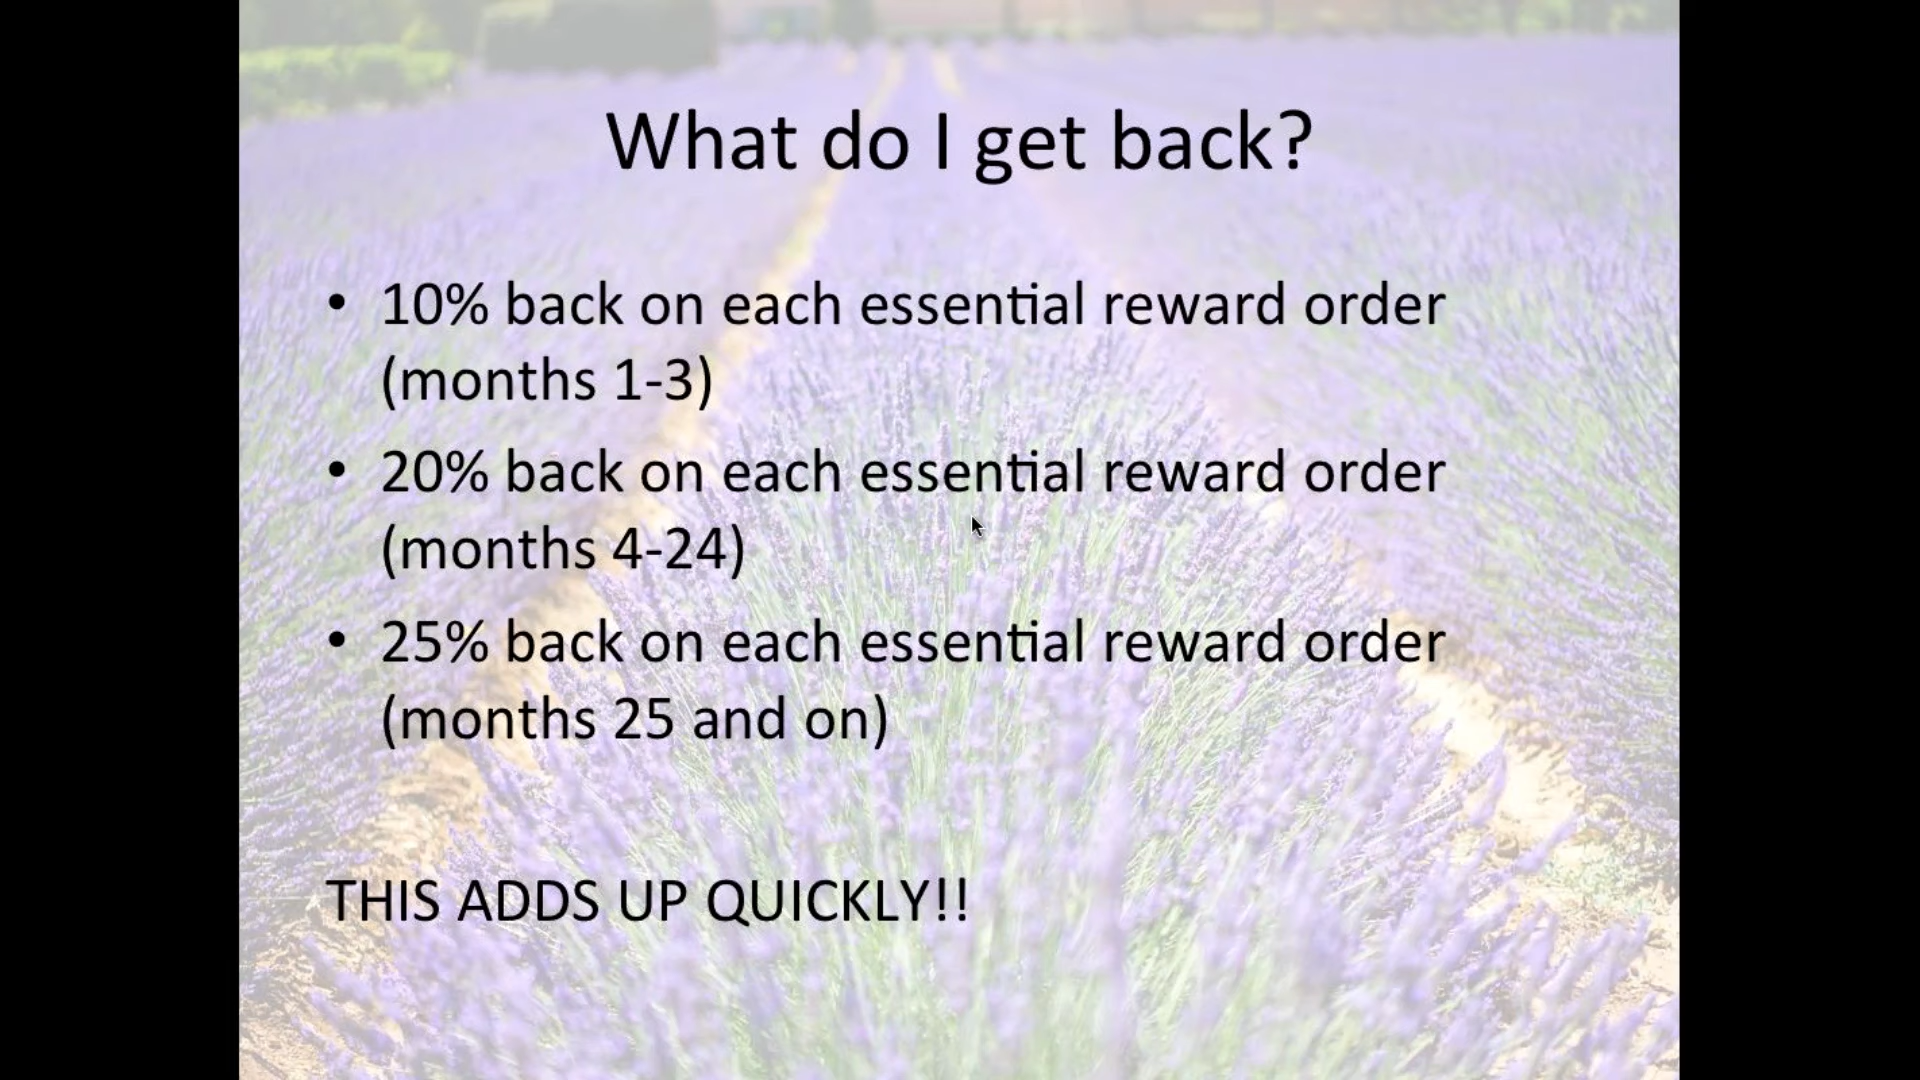 What do I get back?
• 10% back on each essential reward order
(months 1-3)
• 20% back on each essential reward order
(months 4-24)
• 25% back on each essential reward order
(months 25 and on)
THIS ADDS UP QUICKLY!!